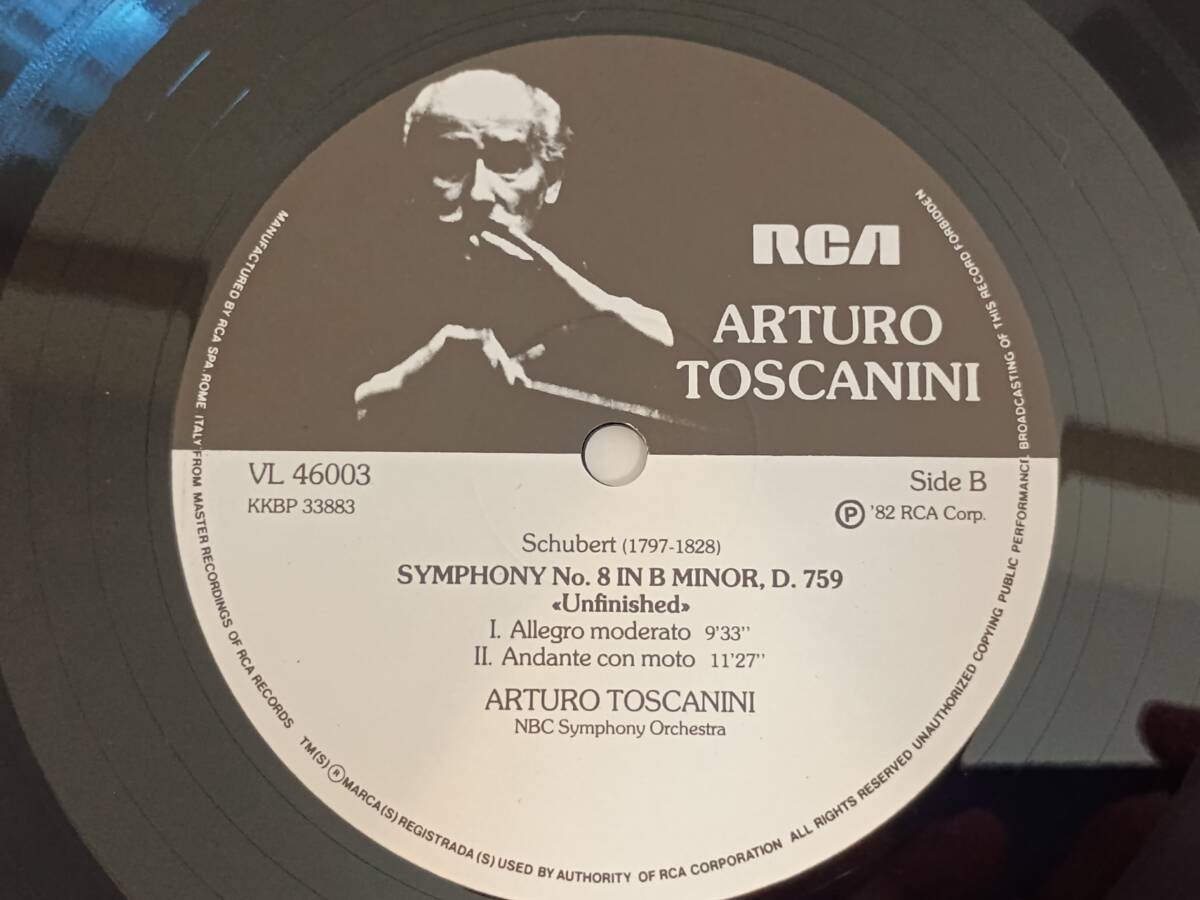 RCA
ARTURO
TOSCANINI
VL 46003
KKBP 33883
Side B
Ⓟ '82 RCA Corp.
Schubert (1797-1828)
SYMPHONY No. 8 IN B MINOR, D. 759
«Unfinished»
I. Allegro moderato 9'33"
II. Andante con moto 11'27"
ARTURO TOSCANINI
NBC Symphony Orchestra
MANUFACTURED BY RCA SPA. ROME ITALY FROM MASTER RECORDINGS OF RCA RECORDS TM(S) ® MARCA(S) REGISTRADA(S) USED BY AUTHORITY OF RCA CORPORATION ALL RIGHTS RESERVED UNAUTHORIZED COPYING PUBLIC PERFORMANCE BROADCASTING OF THIS RECORD FORBIDDEN